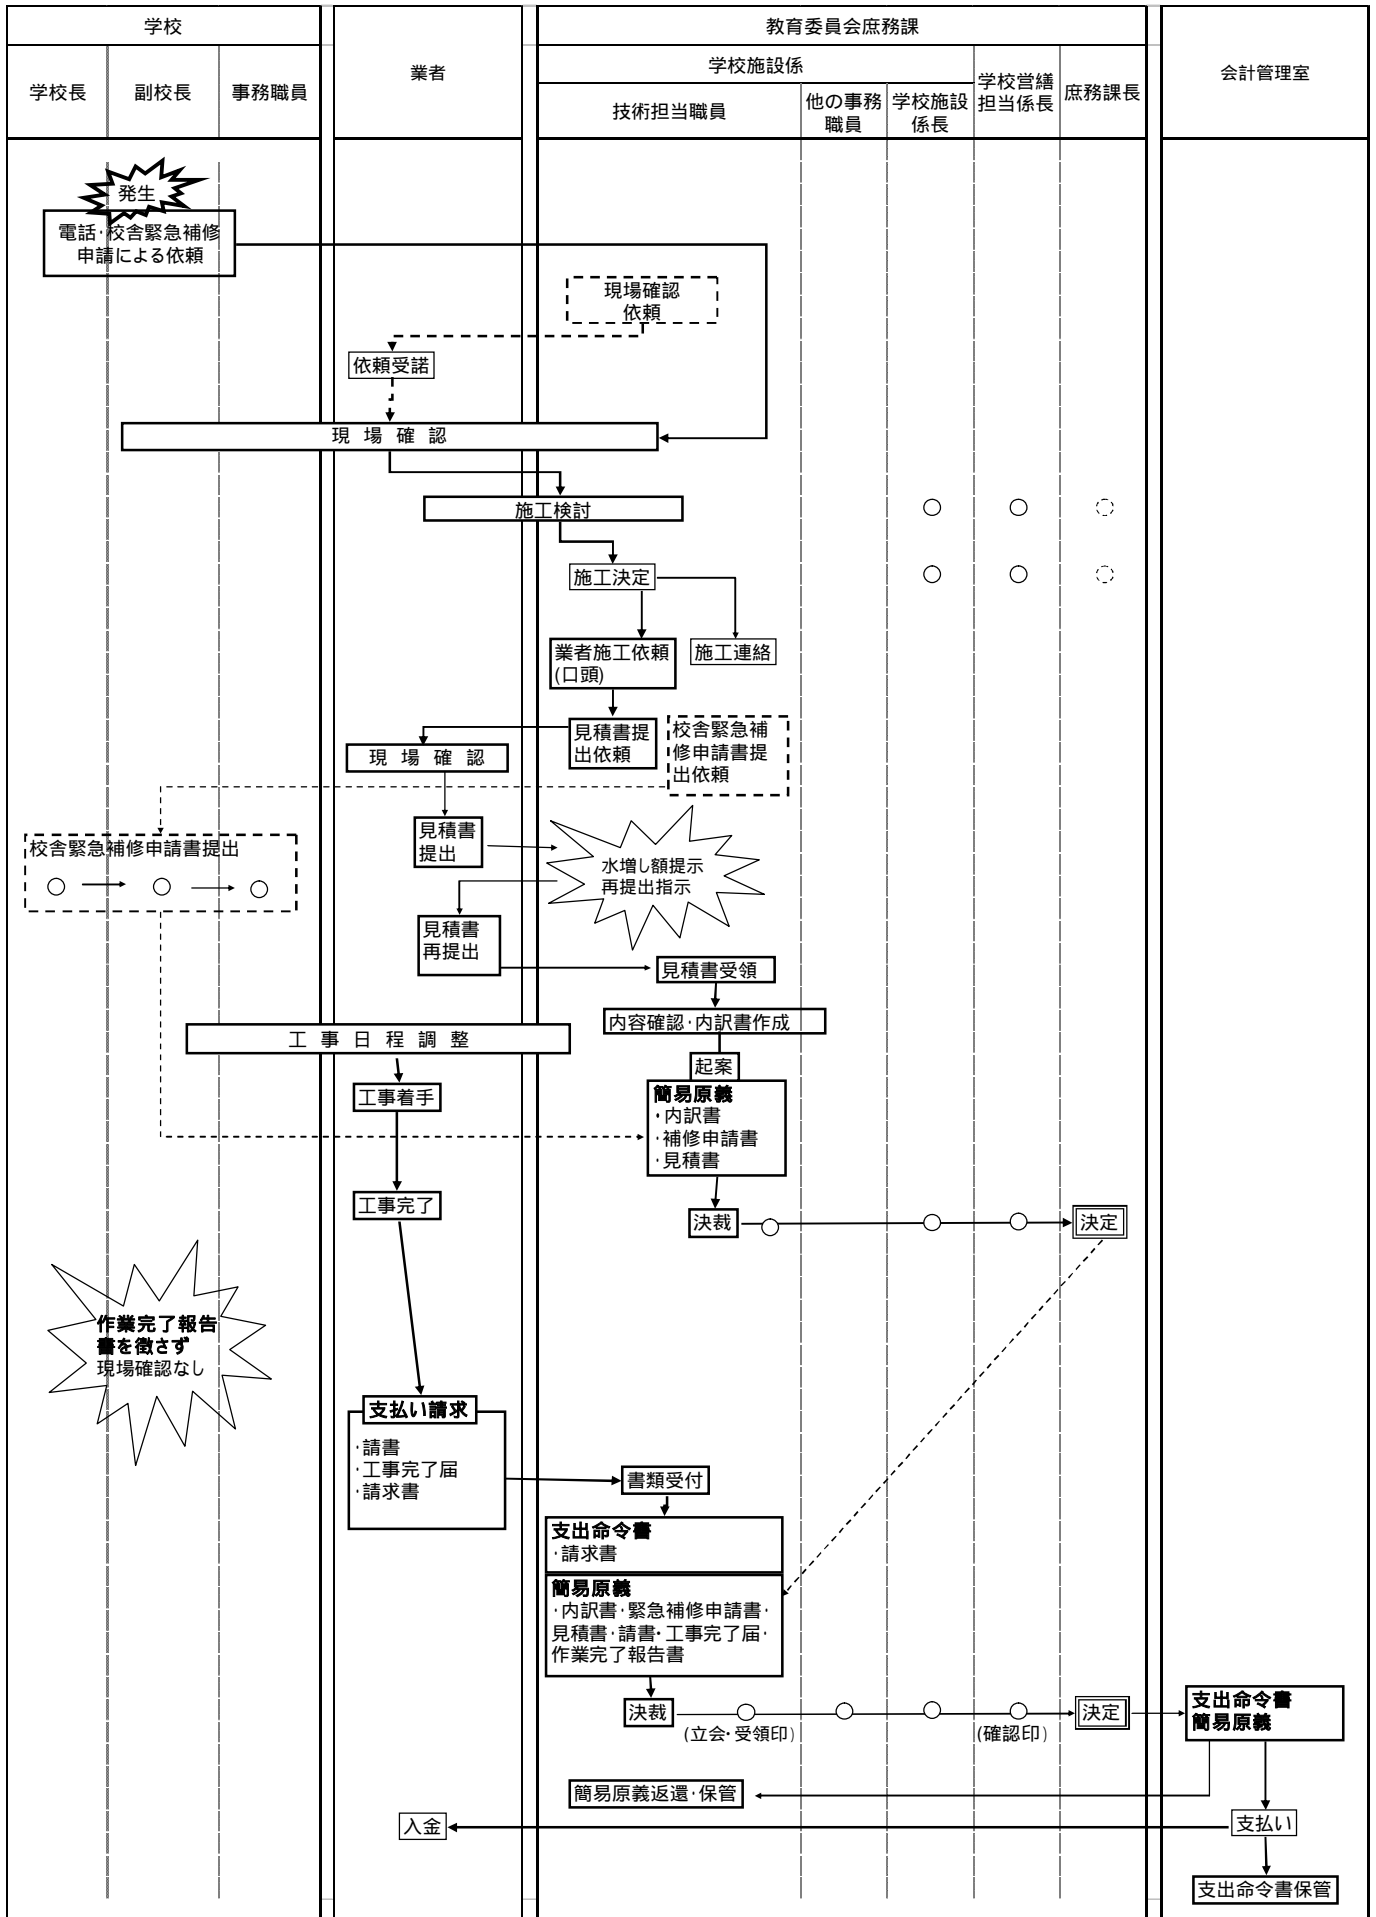 学校
業者
教育委員会庶務課
会計管理室
学校長
副校長
事務職員
学校施設係
技術担当職員
他の事務
職員
学校施設
係長
学校営繕
担当係長
庶務課長
発生
電話・校舎緊急補修
申請による依頼
現場確認
依頼
依頼受諾
現場確認
施工検討
施工決定
業者施工依頼
(口頭)
施工連絡
見積書提
出依頼
校舎緊急補
修申請書提
出依頼
現場確認
見積書
提出
水増し額提示
再提出指示
校舎緊急補修申請書提出
見積書
再提出
見積書受領
内容確認・内訳書作成
工事日程調整
起案
簡易原義
・内訳書
・補修申請書
・見積書
工事着手
工事完了
決裁
決定
作業完了報告
書を徴さず
現場確認なし
支払い請求
・請書
・工事完了届
・請求書
書類受付
支出命令書
・請求書
簡易原義
・内訳書・緊急補修申請書・
見積書・請書・工事完了届・
作業完了報告書
決裁
(立会・受領印)
(確認印)
決定
支出命令書
簡易原義
簡易原義返還・保管
入金
支払い
支出命令書保管